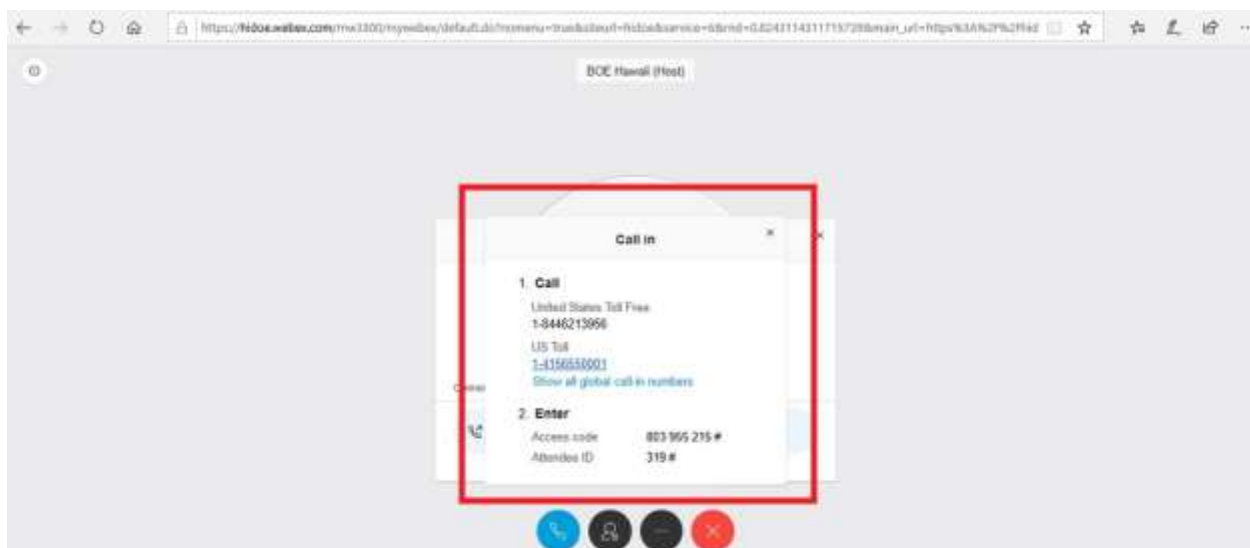 BOE Hawaii (Host)
Call in
1. Call
United States Toll Free
1-8446213956
US Toll
1-4156550001
Show all global call-in numbers
2. Enter
Access code 803 955 215 #
Attendee ID 319 #